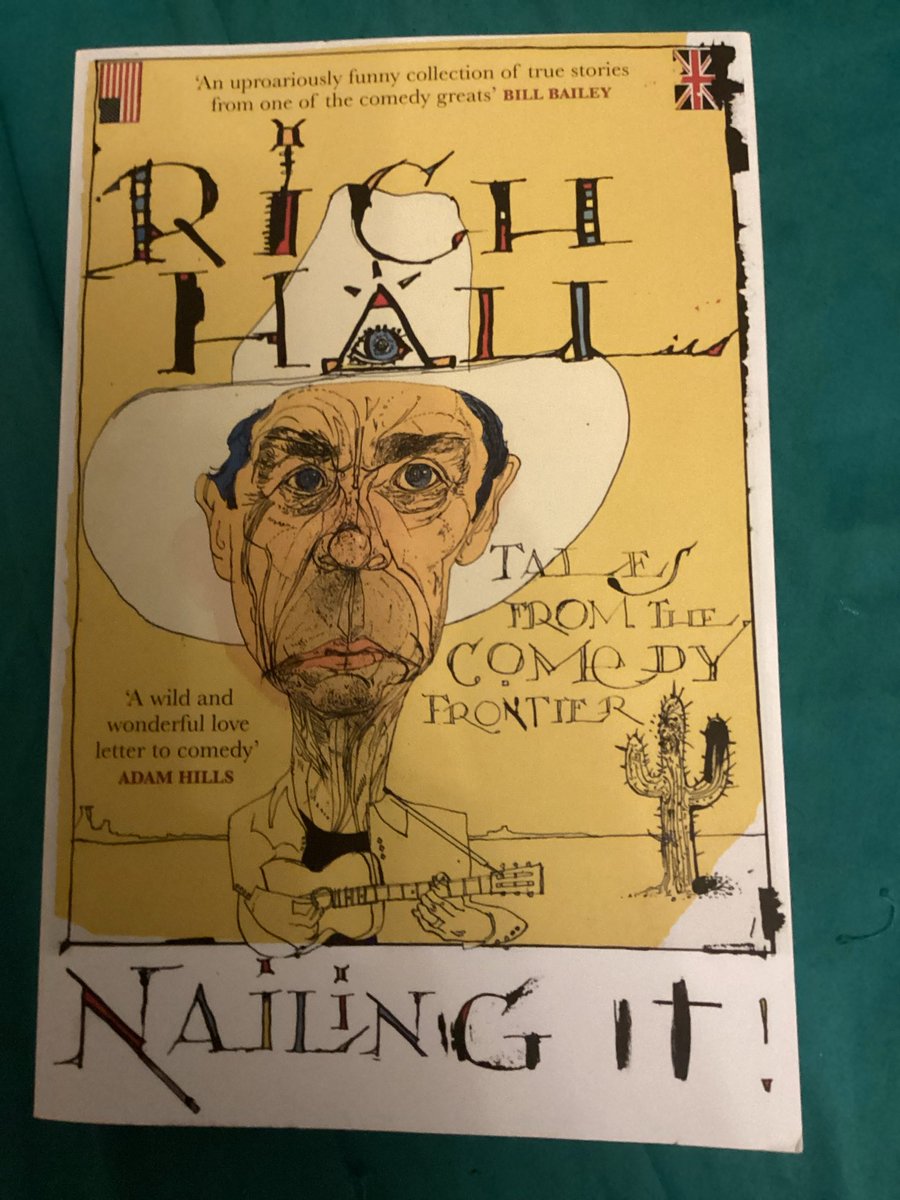 'An uproariously funny collection of true stories
from one of the comedy greats' BILL BAILEY
RiCH
HALL
TALES
FROM THE
COMEDY
FRONTIER
'A wild and
wonderful love
letter to comedy'
ADAM HILLS
NAiLiNG IT!